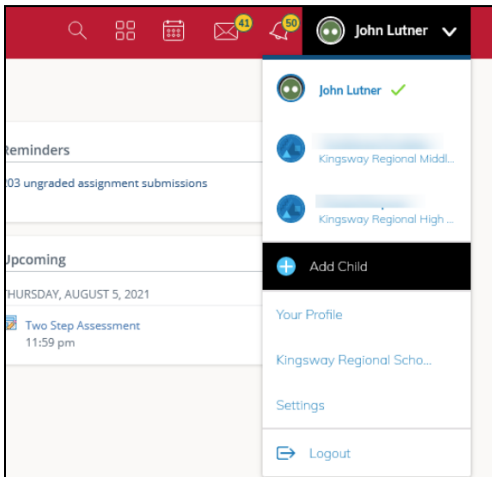 41
50
John Lutner
John Lutner
Kingsway Regional Middl...
Kingsway Regional High ...
Add Child
Your Profile
Kingsway Regional Scho...
Settings
Logout
Reminders
203 ungraded assignment submissions
Upcoming
THURSDAY, AUGUST 5, 2021
Two Step Assessment
11:59 pm